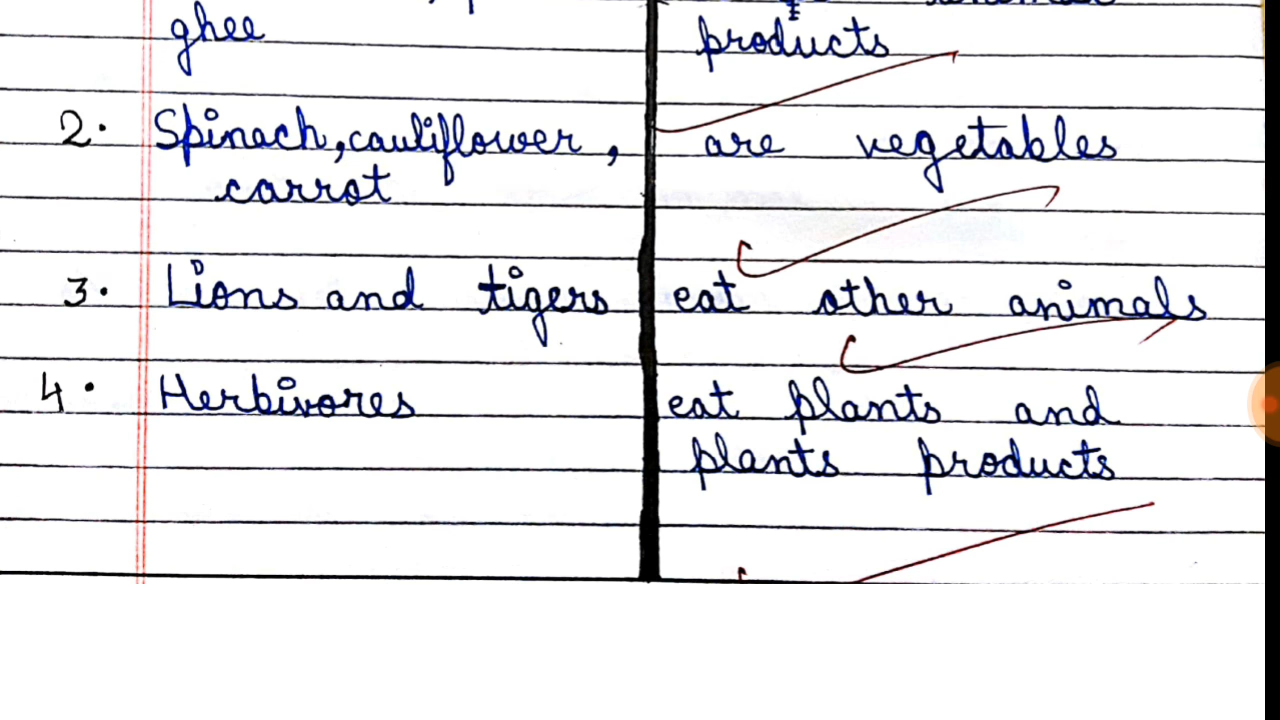 ghee products
2. Spinach, cauliflower, are vegetables
carrot
3. Lions and tigers eat other animals
4. Herbivores eat plants and
plants products